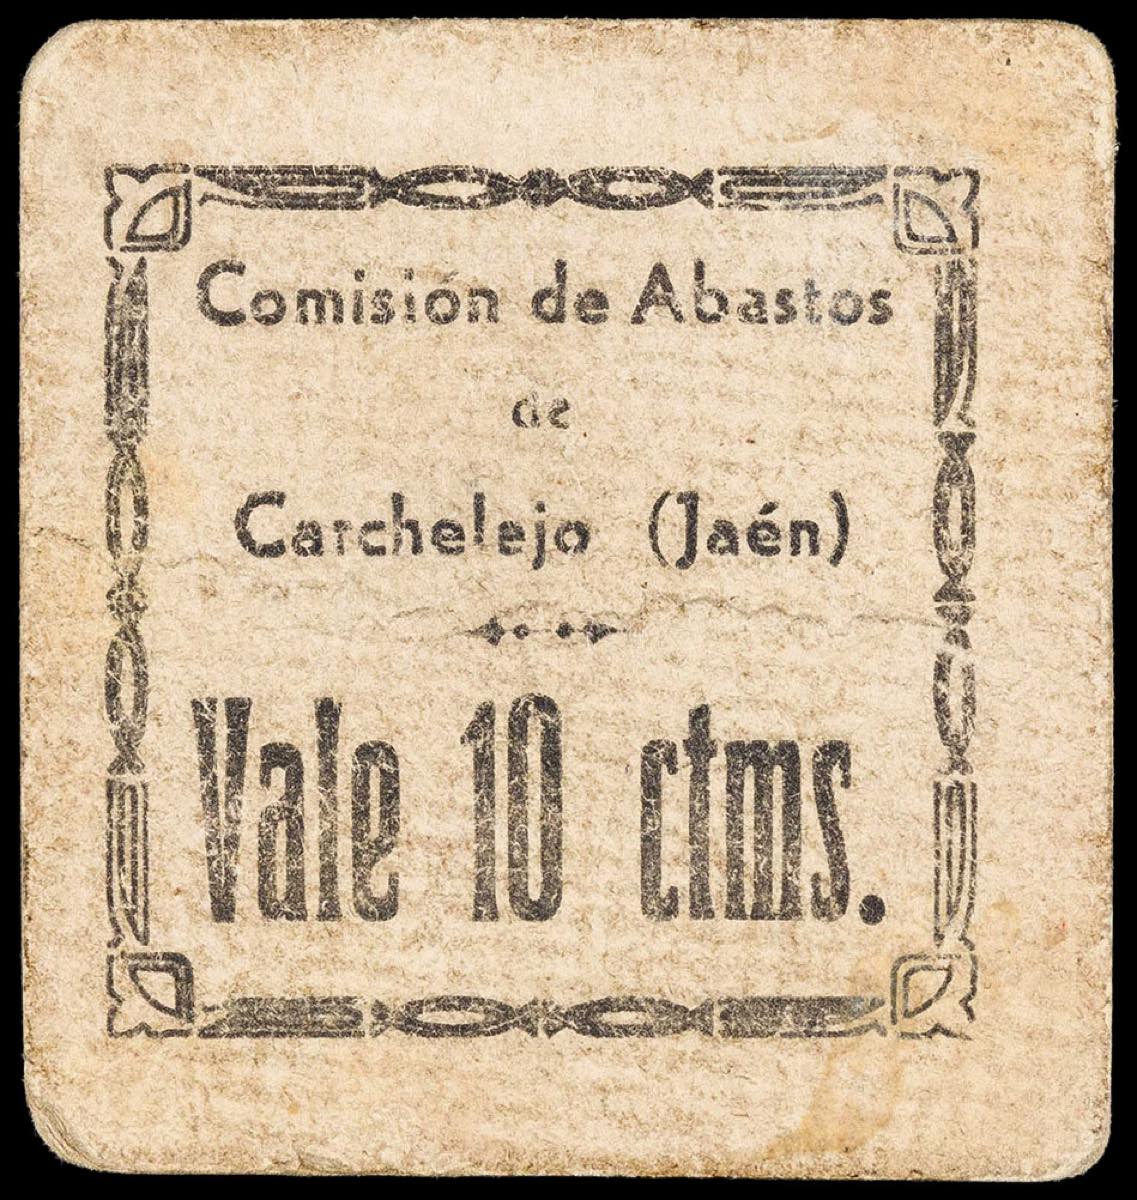 Comisión de Abastos
de
Carchelejo (Jaén)
Vale 10 ctms.